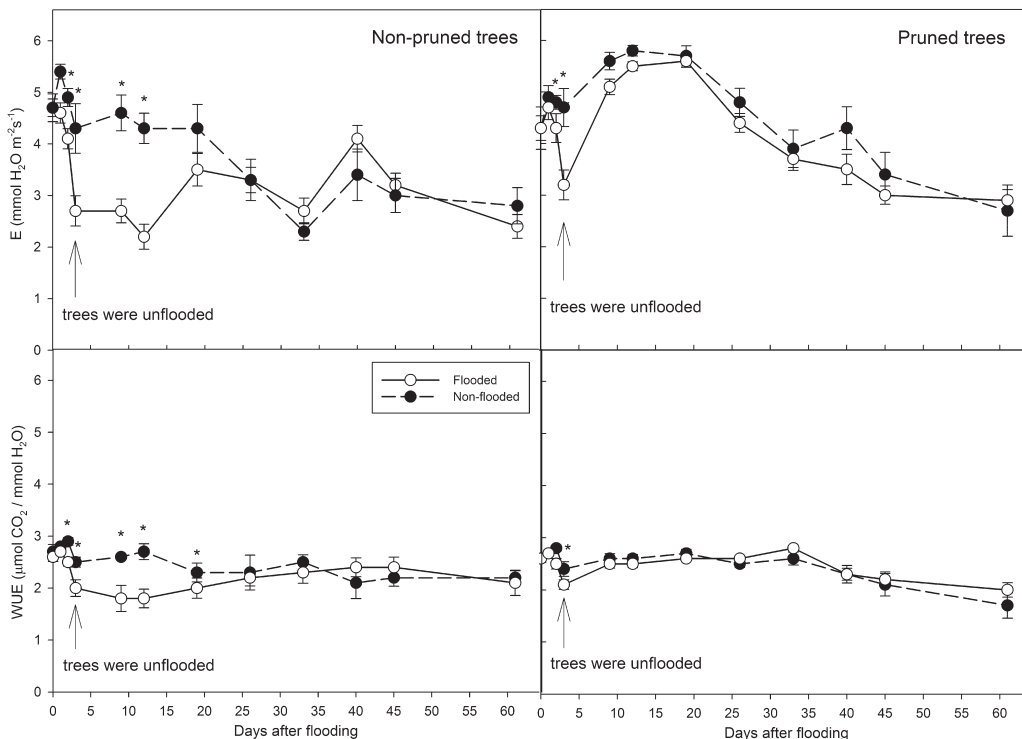 Non-pruned trees
Pruned trees
E (mmol H2O m-2s-1)
6
5
4
3
2
1
0
* * * *
* *
trees were unflooded
trees were unflooded
Flooded
Non-flooded
WUE (μmol CO2 / mmol H2O)
6
5
4
3
2
1
0
* * * * *
*
trees were unflooded
trees were unflooded
0 5 10 15 20 25 30 35 40 45 50 55 60
0 5 10 15 20 25 30 35 40 45 50 55 60
Days after flooding
Days after flooding